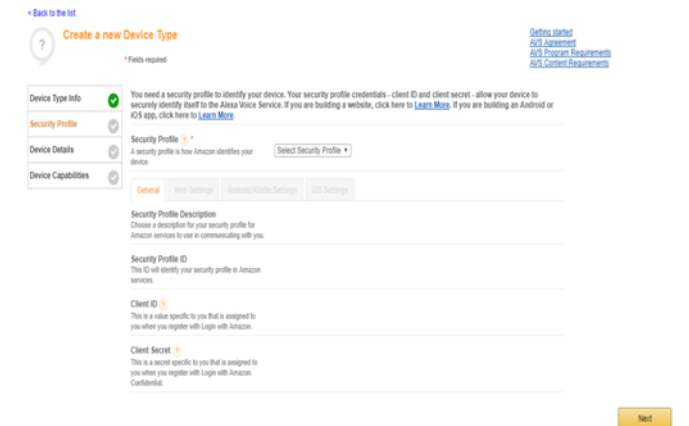 < Back to the list
?
Create a new Device Type
* Fields required
Getting started
AVS Agreement
AVS Program Requirements
AVS Content Requirements
Device Type Info
Security Profile
Device Details
Device Capabilities
You need a security profile to identify your device. Your security profile credentials - client ID and client secret - allow your device to
securely identify itself to the Alexa Voice Service. If you are building a website, click here to Learn More. If you are building an Android or
iOS app, click here to Learn More.
Security Profile ? *
A security profile is how Amazon identifies your
device.
Select Security Profile ▾
General Web Settings Android/Kindle Settings iOS Settings
Security Profile Description
Choose a description for your security profile for
Amazon services to use in communicating with you
Security Profile ID
This ID will identify your security profile in Amazon
services.
Client ID ?
This is a value specific to you that is assigned to
you when you register with Login with Amazon.
Client Secret ?
This is a secret specific to you that is assigned to
you when you register with Login with Amazon.
Confidential.
Next